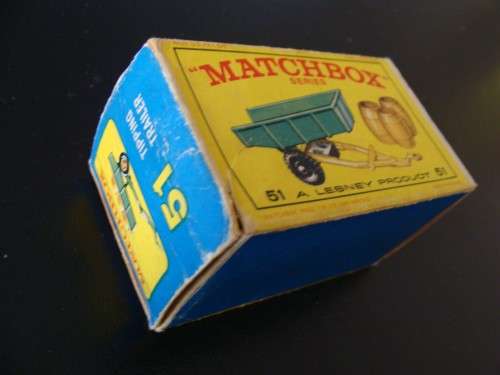 "MATCHBOX"
SERIES
51 A LESNEY PRODUCT 51
TIPPING
TRAILER
51